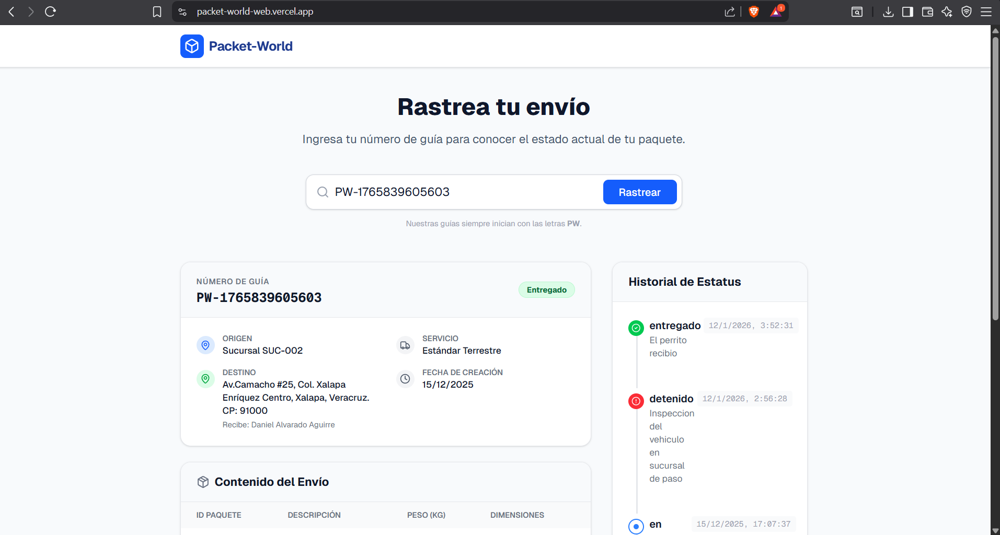 packet-world-web.vercel.app
1
Packet-World
Rastrea tu envío
Ingresa tu número de guía para conocer el estado actual de tu paquete.
PW-1765839605603
Rastrear
Nuestras guías siempre inician con las letras PW.
NÚMERO DE GUÍA
PW-1765839605603
Entregado
ORIGEN
Sucursal SUC-002
SERVICIO
Estándar Terrestre
DESTINO
Av.Camacho #25, Col. Xalapa
Enríquez Centro, Xalapa, Veracruz.
CP: 91000
Recibe: Daniel Alvarado Aguirre
FECHA DE CREACIÓN
15/12/2025
Contenido del Envío
ID PAQUETE DESCRIPCIÓN PESO (KG) DIMENSIONES
Historial de Estatus
entregado 12/1/2026, 3:52:31
El perrito
recibio
detenido 12/1/2026, 2:56:28
Inspeccion
del
vehiculo
en
sucursal
de paso
en 15/12/2025, 17:07:37